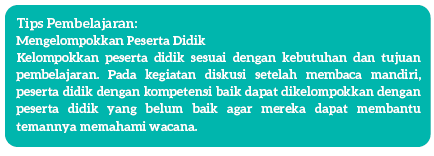 Tips Pembelajaran:
Mengelompokkan Peserta Didik
Kelompokkan peserta didik sesuai dengan kebutuhan dan tujuan
pembelajaran. Pada kegiatan diskusi setelah membaca mandiri,
peserta didik dengan kompetensi baik dapat dikelompokkan dengan
peserta didik yang belum baik agar mereka dapat membantu
temannya memahami wacana.